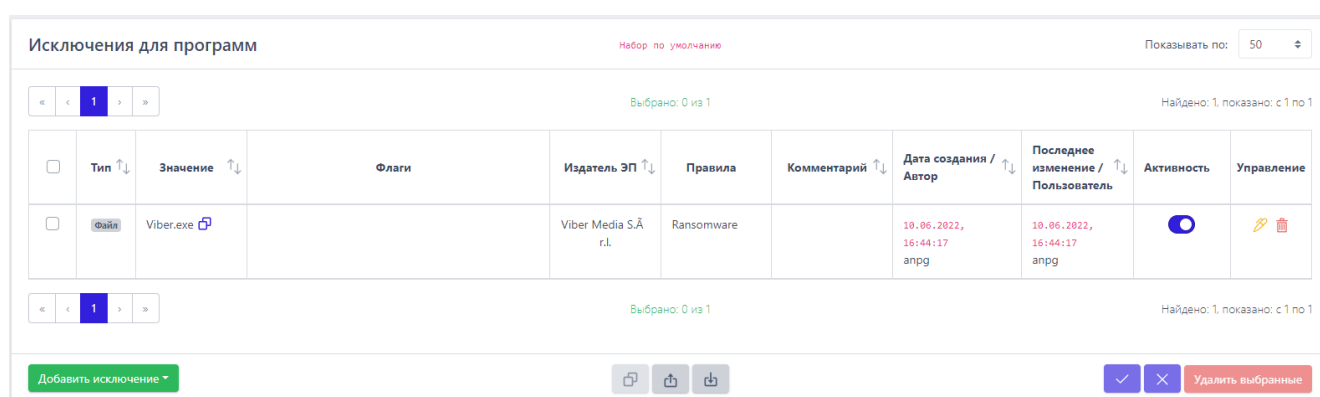 Исключения для программ
Набор по умолчанию
Показывать по: 50
« ‹ 1 › »
Выбрано: 0 из 1
Найдено: 1, показано: с 1 по 1
Тип
Значение
Флаги
Издатель ЭП
Правила
Комментарий
Дата создания /
Автор
Последнее
изменение /
Пользователь
Активность
Управление
Файл
Viber.exe
Viber Media S.Ã
r.l.
Ransomware
10.06.2022,
16:44:17
anpg
10.06.2022,
16:44:17
anpg
« ‹ 1 › »
Выбрано: 0 из 1
Найдено: 1, показано: с 1 по 1
Добавить исключение
Удалить выбранные